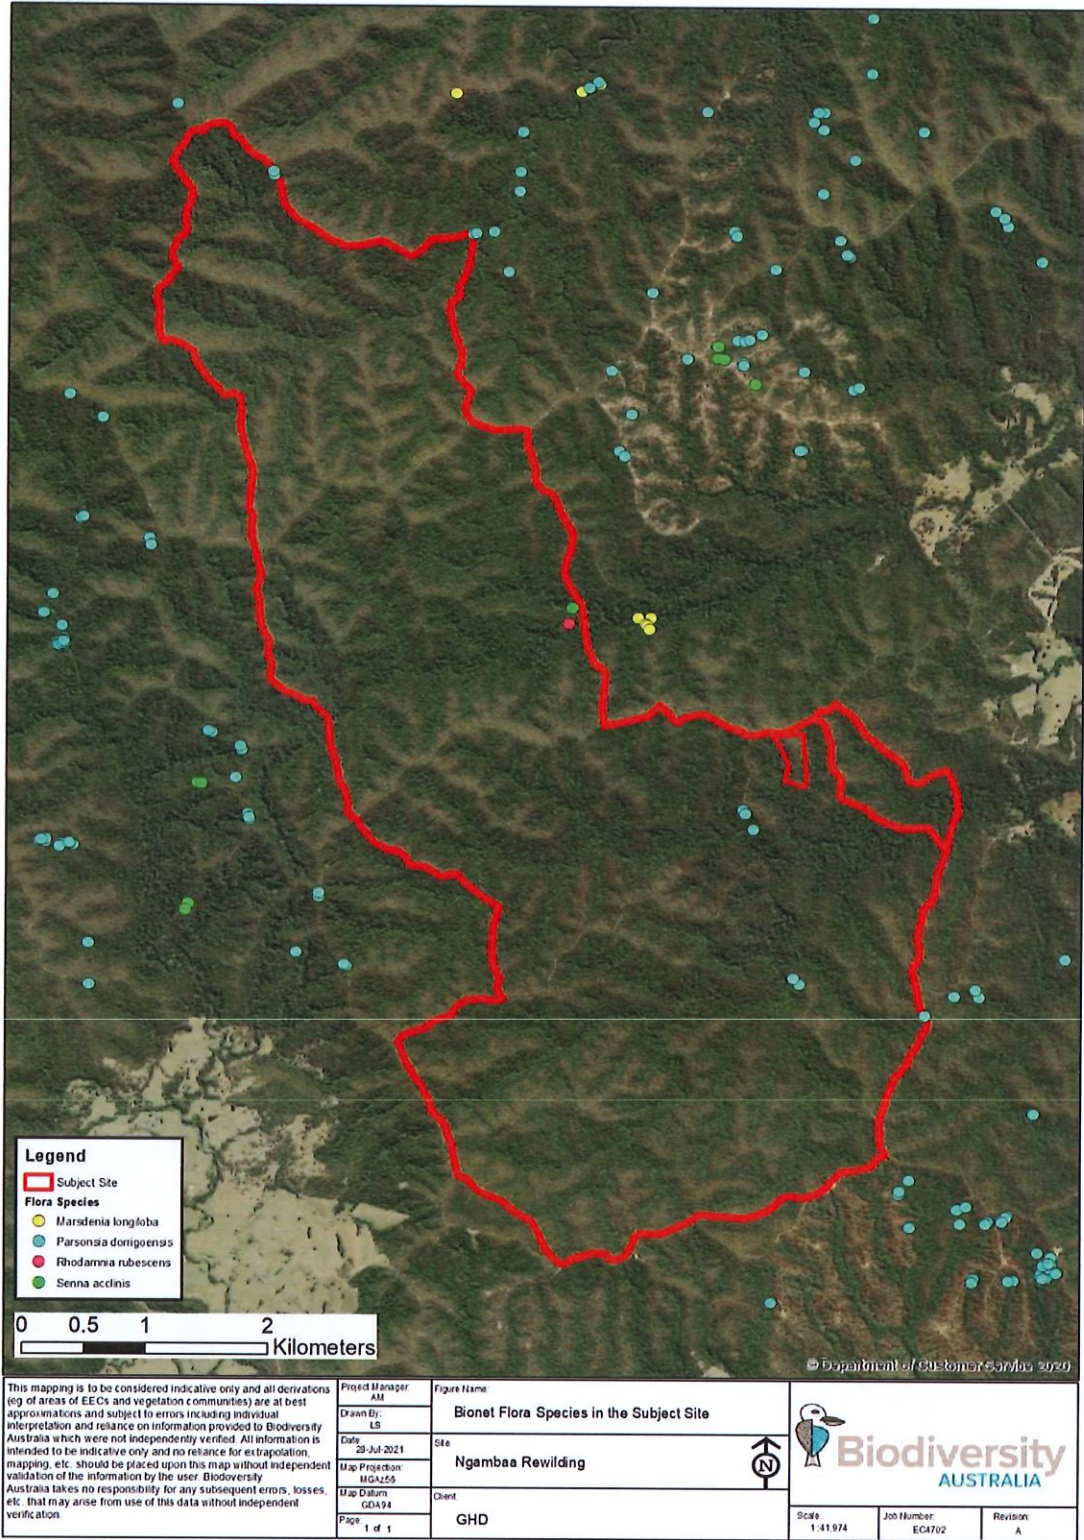 Legend
Subject Site
Flora Species
Marsdenia longiloba
Parsonsia dorrigoensis
Rhodamnia rubescens
Senna acclinis
0 0.5 1 2
Kilometers
© Department of Customer Service 2020
This mapping is to be considered indicative only and all derivations
(eg of areas of EECs and vegetation communities) are at best
approximations and subject to errors including individual
interpretation and reliance on information provided to Biodiversity
Australia which were not independently verified. All information is
intended to be indicative only and no reliance for extrapolation,
mapping, etc. should be placed upon this map without independent
validation of the information by the user. Biodoversity
Australia takes no responsibility for any subsequent errors, losses,
etc. that may arise from use of this data without independent
verification.
Project Manager:
AM
Drawn By:
LS
Date:
28-Jul-2021
Map Projection:
MGAz56
Map Datum:
GDA94
Page:
1 of 1
Figure Name:
Bionet Flora Species in the Subject Site
Site:
Ngambaa Rewilding
N
Client:
GHD
Biodiversity
AUSTRALIA
Scale:
1:41,974
Job Number:
EC4702
Revision:
A